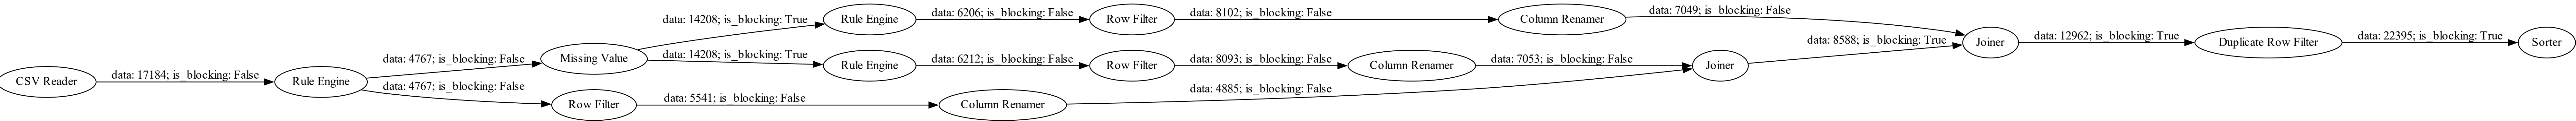 CSV Reader
data: 17184; is_blocking: False
Rule Engine
data: 4767; is_blocking: False
data: 4767; is_blocking: False
Missing Value
Row Filter
data: 14208; is_blocking: True
data: 14208; is_blocking: True
data: 5541; is_blocking: False
Rule Engine
Rule Engine
Column Renamer
data: 6206; is_blocking: False
data: 6212; is_blocking: False
Row Filter
Row Filter
data: 8102; is_blocking: False
data: 8093; is_blocking: False
data: 4885; is_blocking: False
Column Renamer
Column Renamer
data: 7049; is_blocking: False
data: 7053; is_blocking: False
Joiner
data: 8588; is_blocking: True
Joiner
data: 12962; is_blocking: True
Duplicate Row Filter
data: 22395; is_blocking: True
Sorter